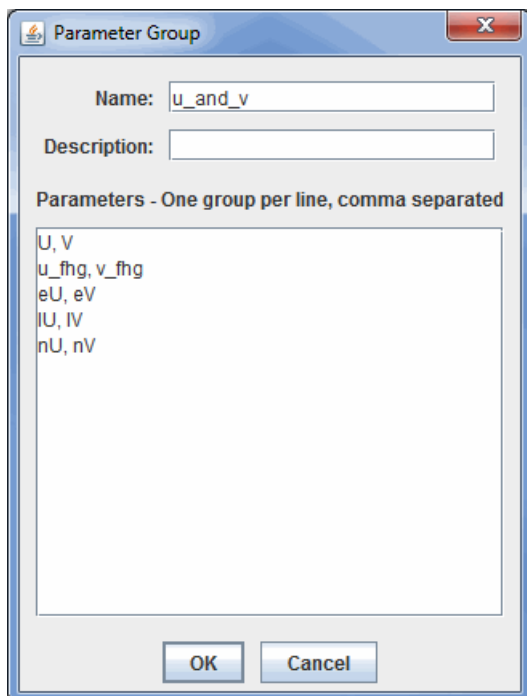 Parameter Group
Name: u_and_v
Description:
Parameters - One group per line, comma separated
U, V
u_fhg, v_fhg
eU, eV
lU, lV
nU, nV
OK Cancel